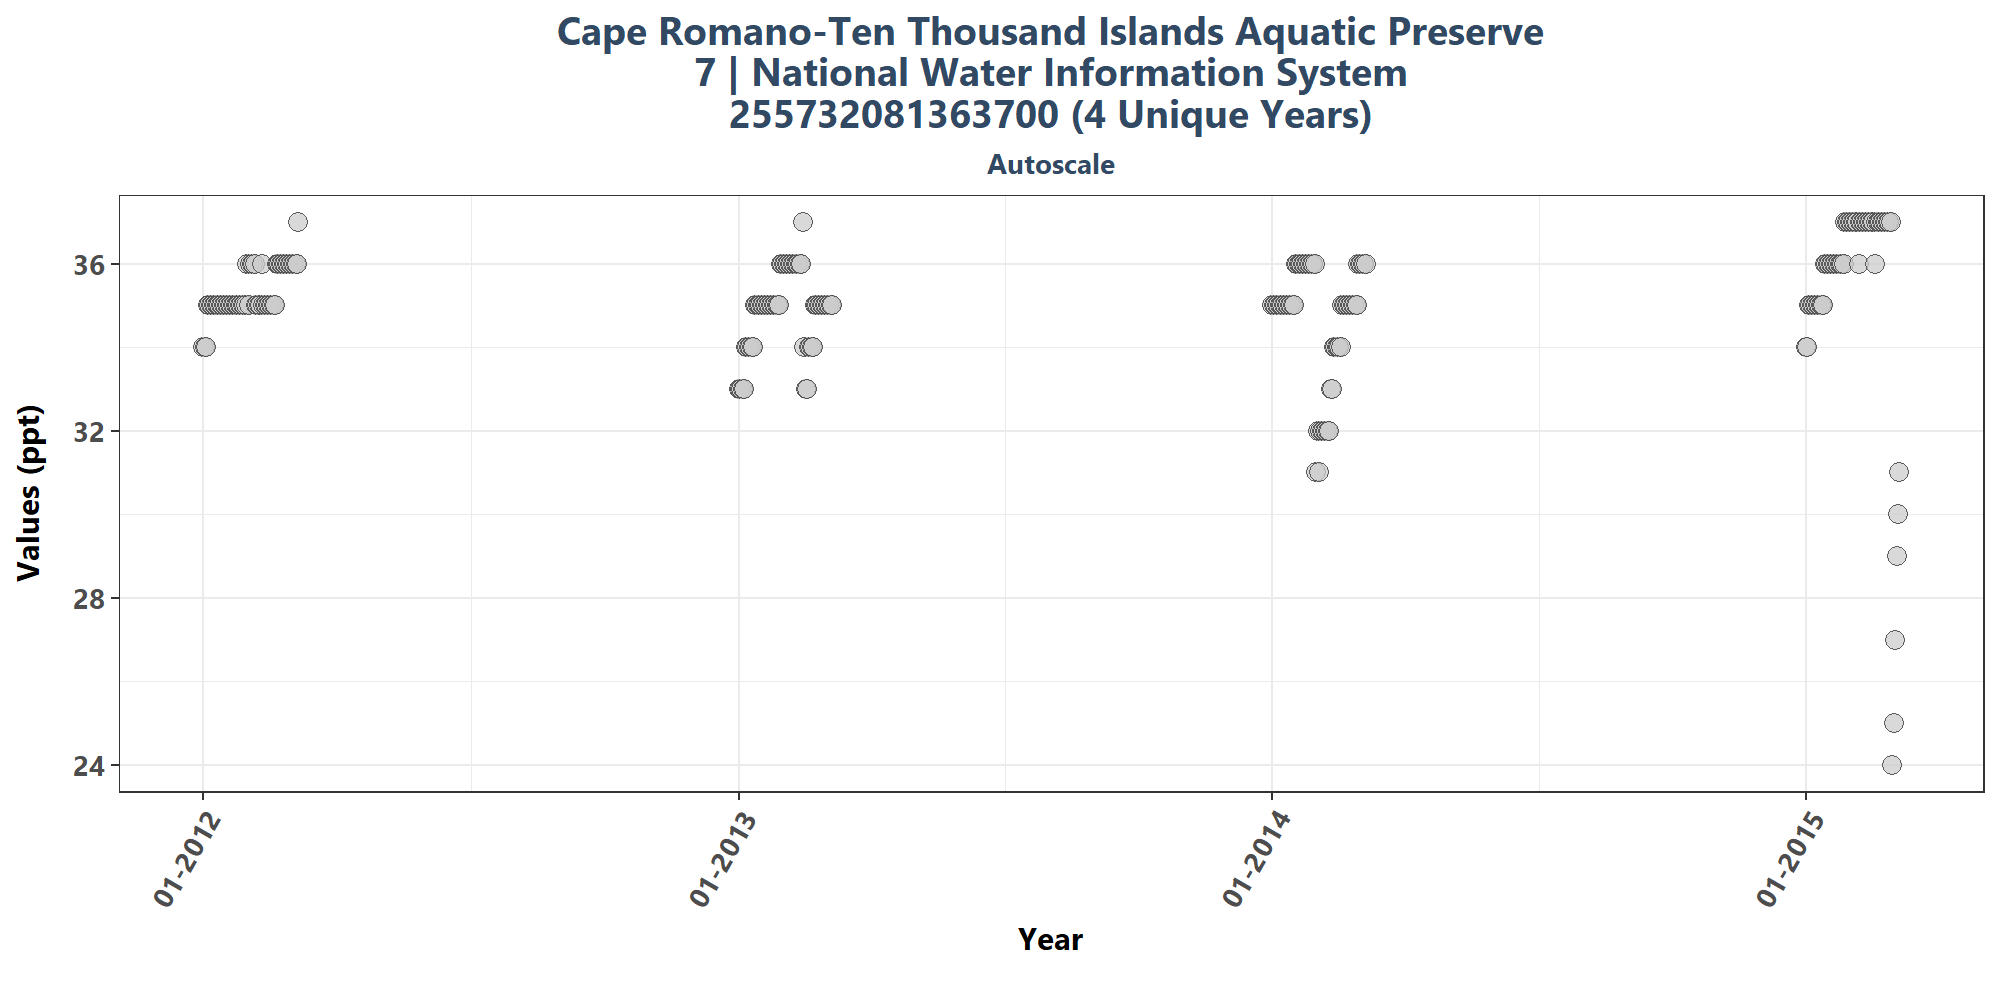 Cape Romano-Ten Thousand Islands Aquatic Preserve
7 | National Water Information System
255732081363700 (4 Unique Years)
Autoscale
Values (ppt)
36
32
28
24
01-2012
01-2013
01-2014
01-2015
Year